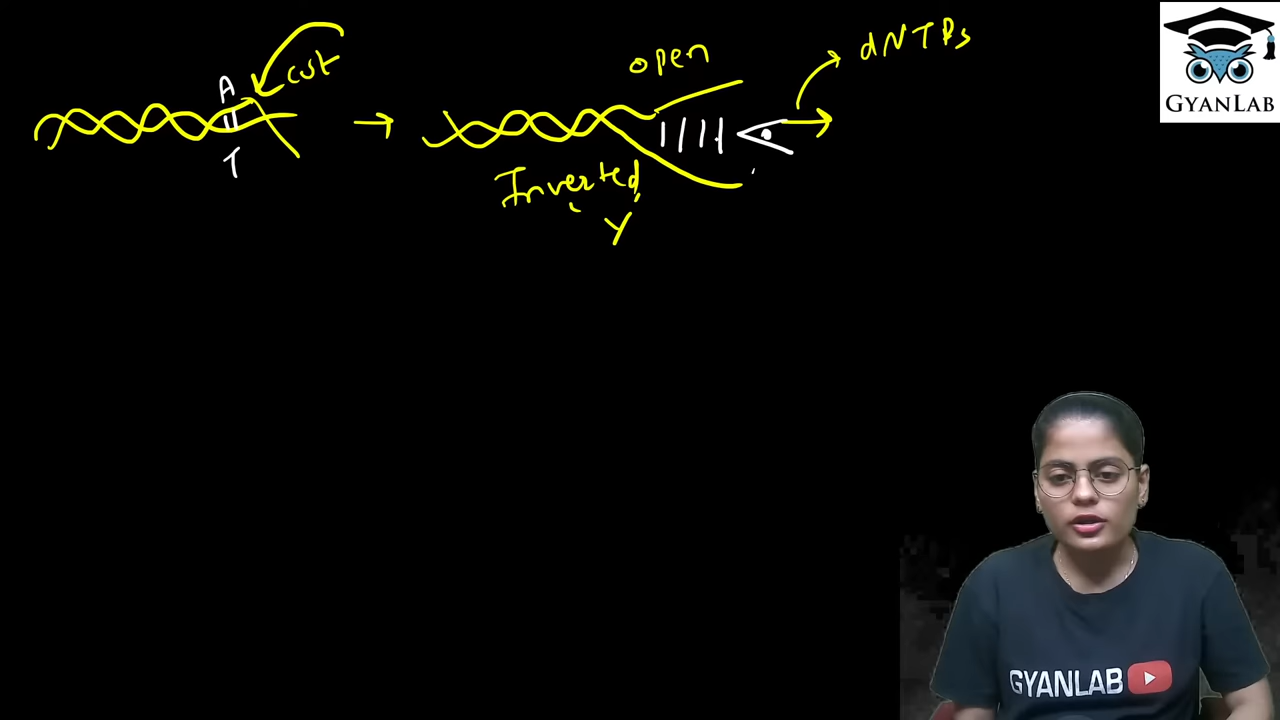 A
cut
T
open
dNTPs
Inverted
Y
GYANLAB
GYANLAB